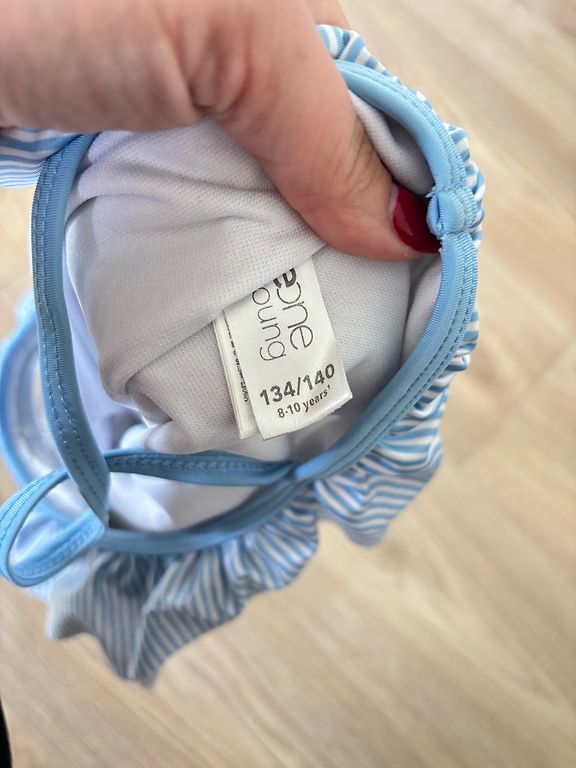 one
oung
134/140
8-10 years'